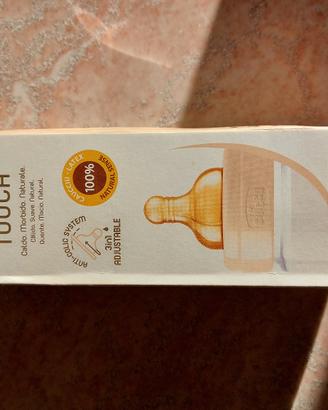 TOUCH
Caldo. Morbido. Naturale.
Cálido. Suave. Natural.
Quente. Macio. Natural.
CAUCCIÙ - LATEX
100%
NATURAL SENSE
ANTI-COLIC SYSTEM
3in1
ADJUSTABLE